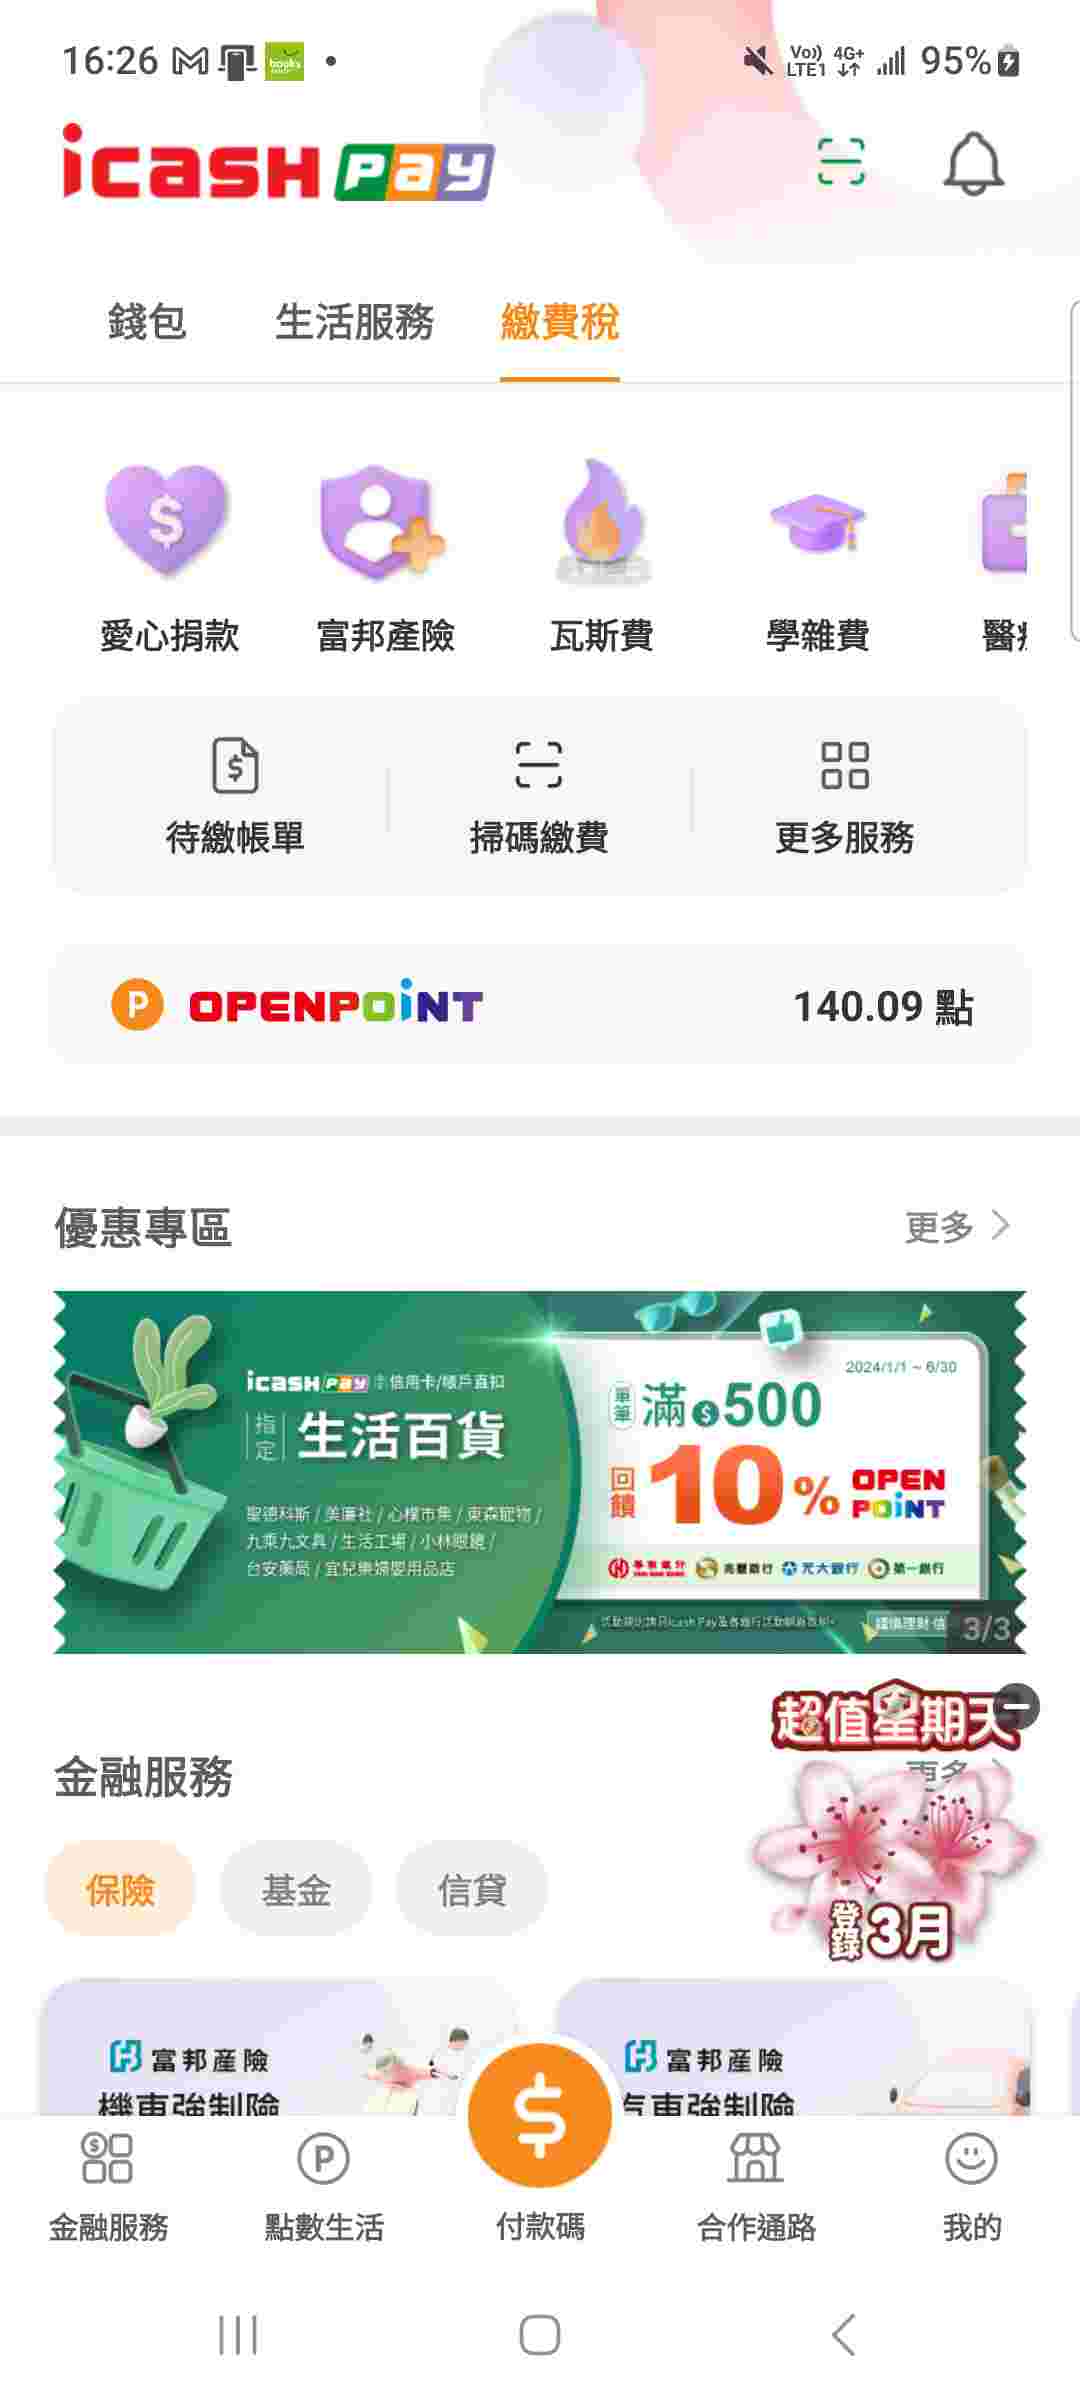 16:26
books
Vo))
LTE1
4G+
95%
icash Pay
錢包
生活服務
繳費稅
愛心捐款
富邦產險
瓦斯費
學雜費
待繳帳單
掃碼繳費
更多服務
P OPENPOINT
140.09 點
優惠專區
更多
icash Pay 綁 信用卡/帳戶直扣
指定 生活百貨
聖德科斯 / 美廉社 / 心樸市集 / 東森寵物 /
九乘九文具 / 生活工場 / 小林眼鏡 /
台安藥局 / 宜兒樂婦嬰用品店
2024/1/1 ~ 6/30
單筆 滿$500
回饋 10% OPEN POINT
華南銀行 兆豐銀行 元大銀行 第一銀行
3/3
超值星期天
金融服務
更多
登錄3月
保險
基金
信貸
富邦產險
機車強制險
富邦產險
汽車強制險
金融服務
點數生活
付款碼
合作通路
我的